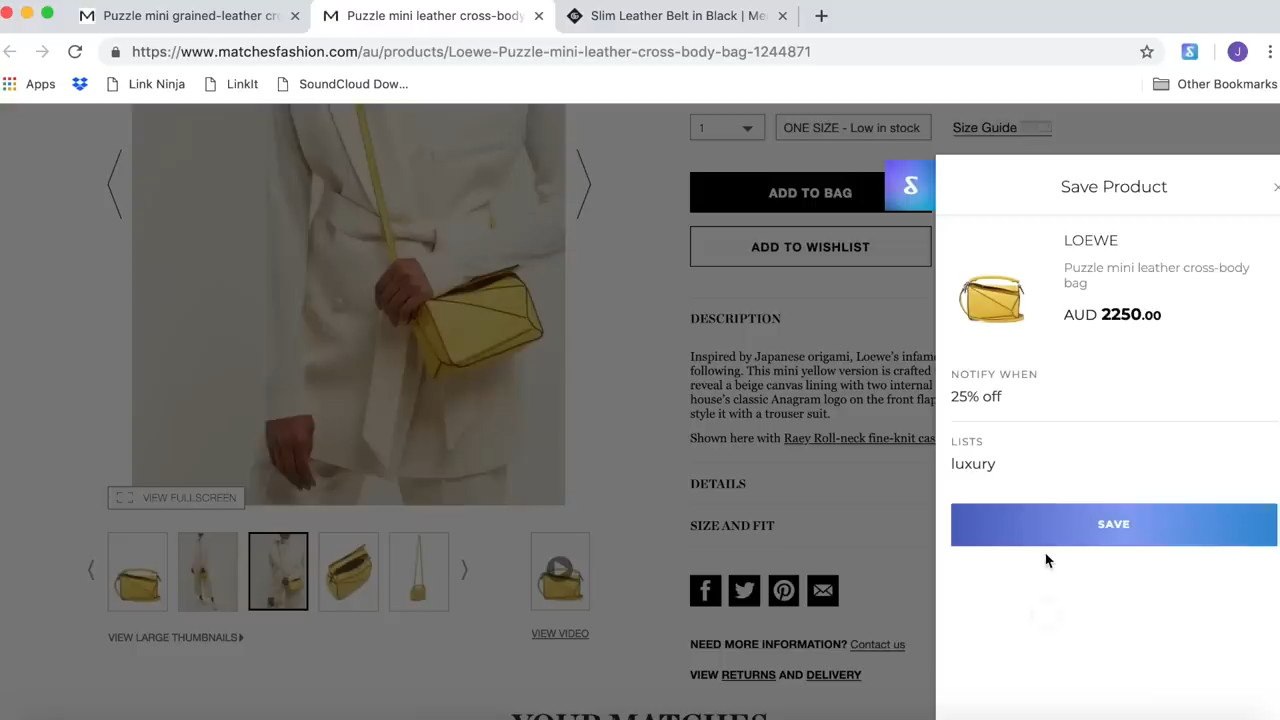 Puzzle mini grained-leather cro
Puzzle mini leather cross-body
Slim Leather Belt in Black | Me
https://www.matchesfashion.com/au/products/Loewe-Puzzle-mini-leather-cross-body-bag-1244871
J
Apps
Link Ninja
LinkIt
SoundCloud Dow...
Other Bookmarks
1
ONE SIZE - Low in stock
Size Guide
ADD TO BAG
ADD TO WISHLIST
DESCRIPTION
Inspired by Japanese origami, Loewe's infam
following. This mini yellow version is crafted
reveal a beige canvas lining with two internal
house's classic Anagram logo on the front flap
style it with a trouser suit.
Shown here with Raey Roll-neck fine-knit cas
DETAILS
SIZE AND FIT
NEED MORE INFORMATION? Contact us
VIEW RETURNS AND DELIVERY
VIEW FULLSCREEN
VIEW LARGE THUMBNAILS
VIEW VIDEO
YOUR MATCHES
Save Product
LOEWE
Puzzle mini leather cross-body
bag
AUD 2250.00
NOTIFY WHEN
25% off
LISTS
luxury
SAVE